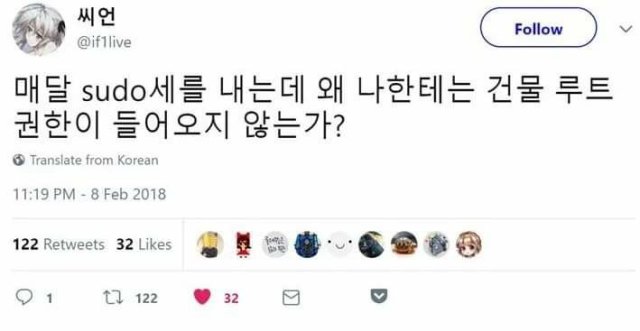 씨언
@if1live
Follow
매달 sudo세를 내는데 왜 나한테는 건물 루트
권한이 들어오지 않는가?
Translate from Korean
11:19 PM - 8 Feb 2018
122 Retweets 32 Likes
1 122 32